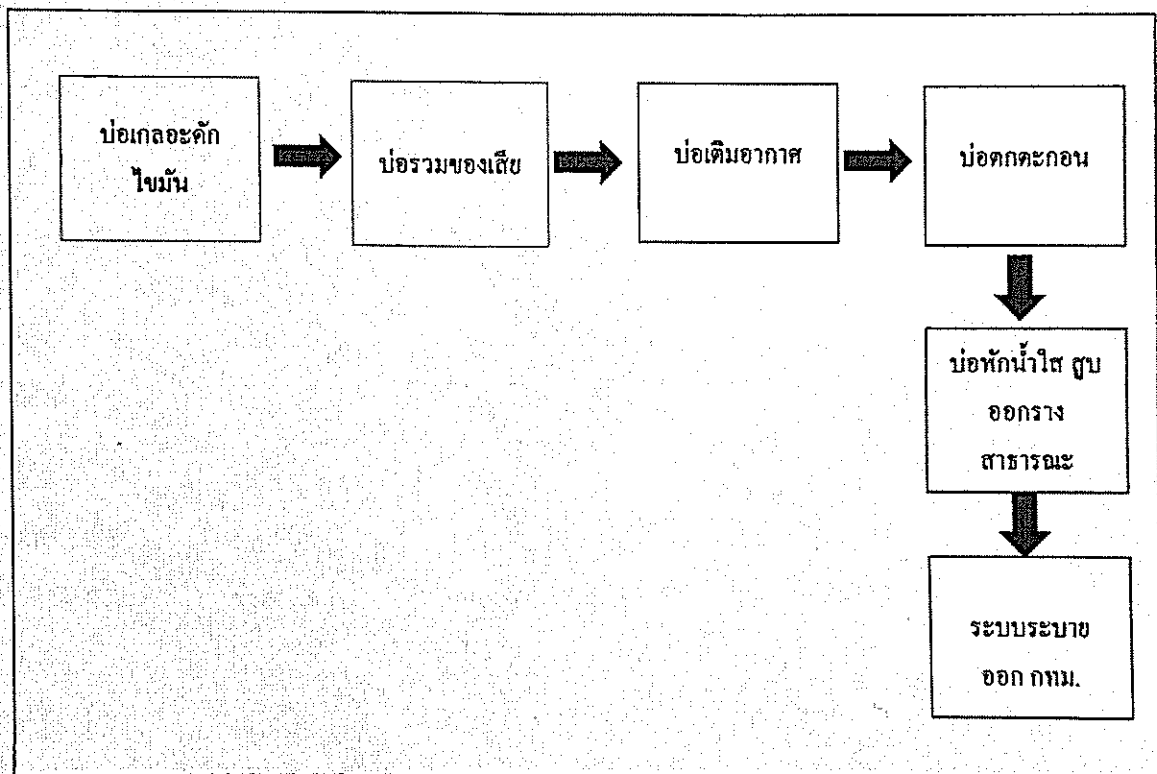 บ่อเกลอะดัก
ไขมัน
บ่อรวมของเสีย
บ่อเติมอากาศ
บ่อตกตะกอน
บ่อพักน้ำใส สูบ
ออกราง
สาธารณะ
ระบบระบาย
ออก กทม.